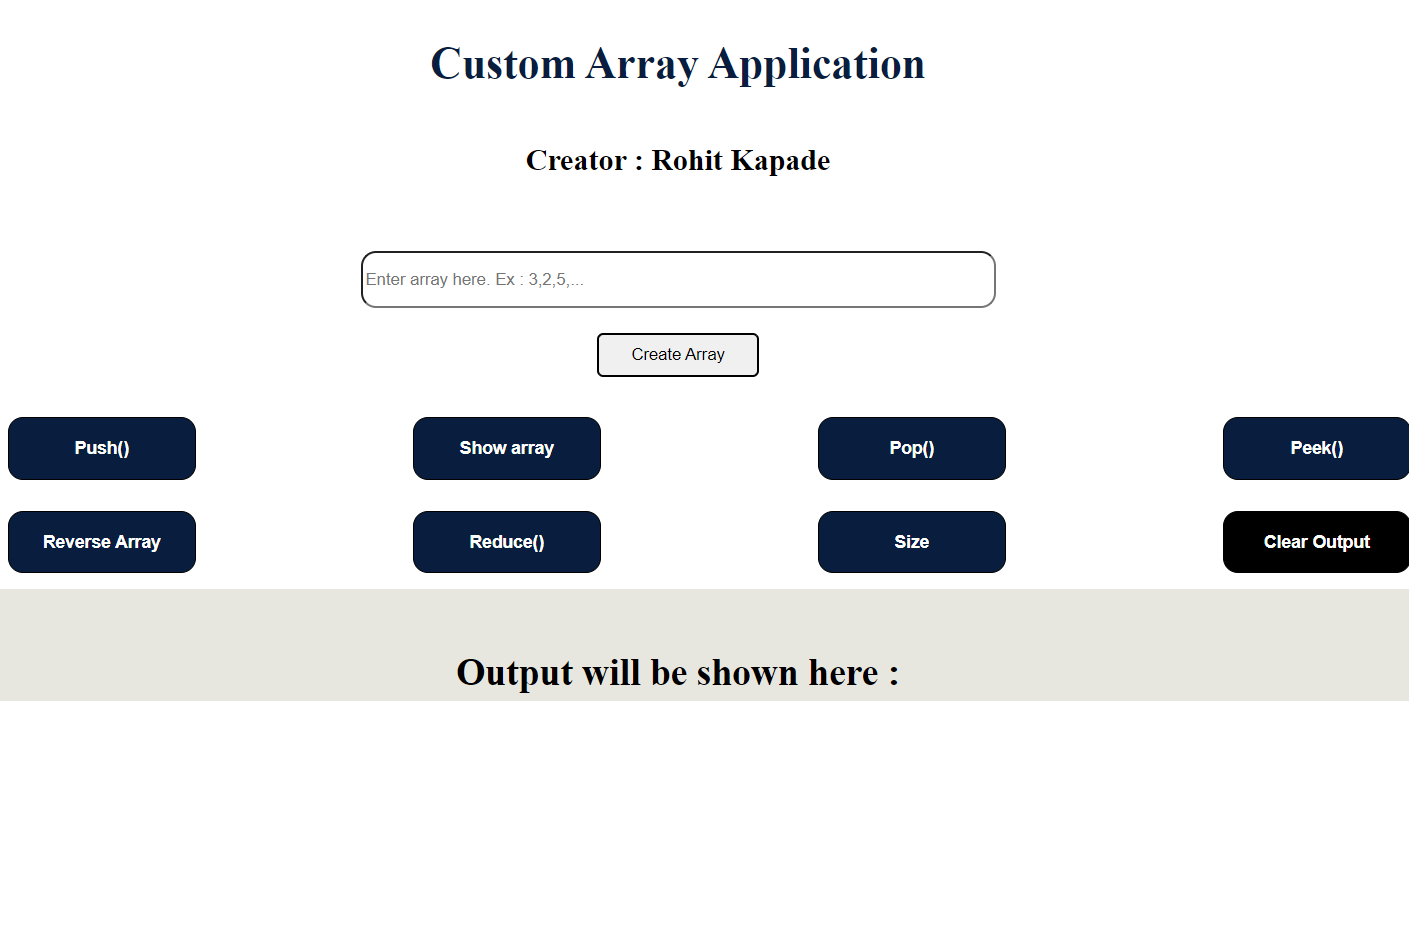 Custom Array Application
Creator : Rohit Kapade
Enter array here. Ex : 3,2,5,...
Create Array
Push() Show array Pop() Peek()
Reverse Array Reduce() Size Clear Output
Output will be shown here :